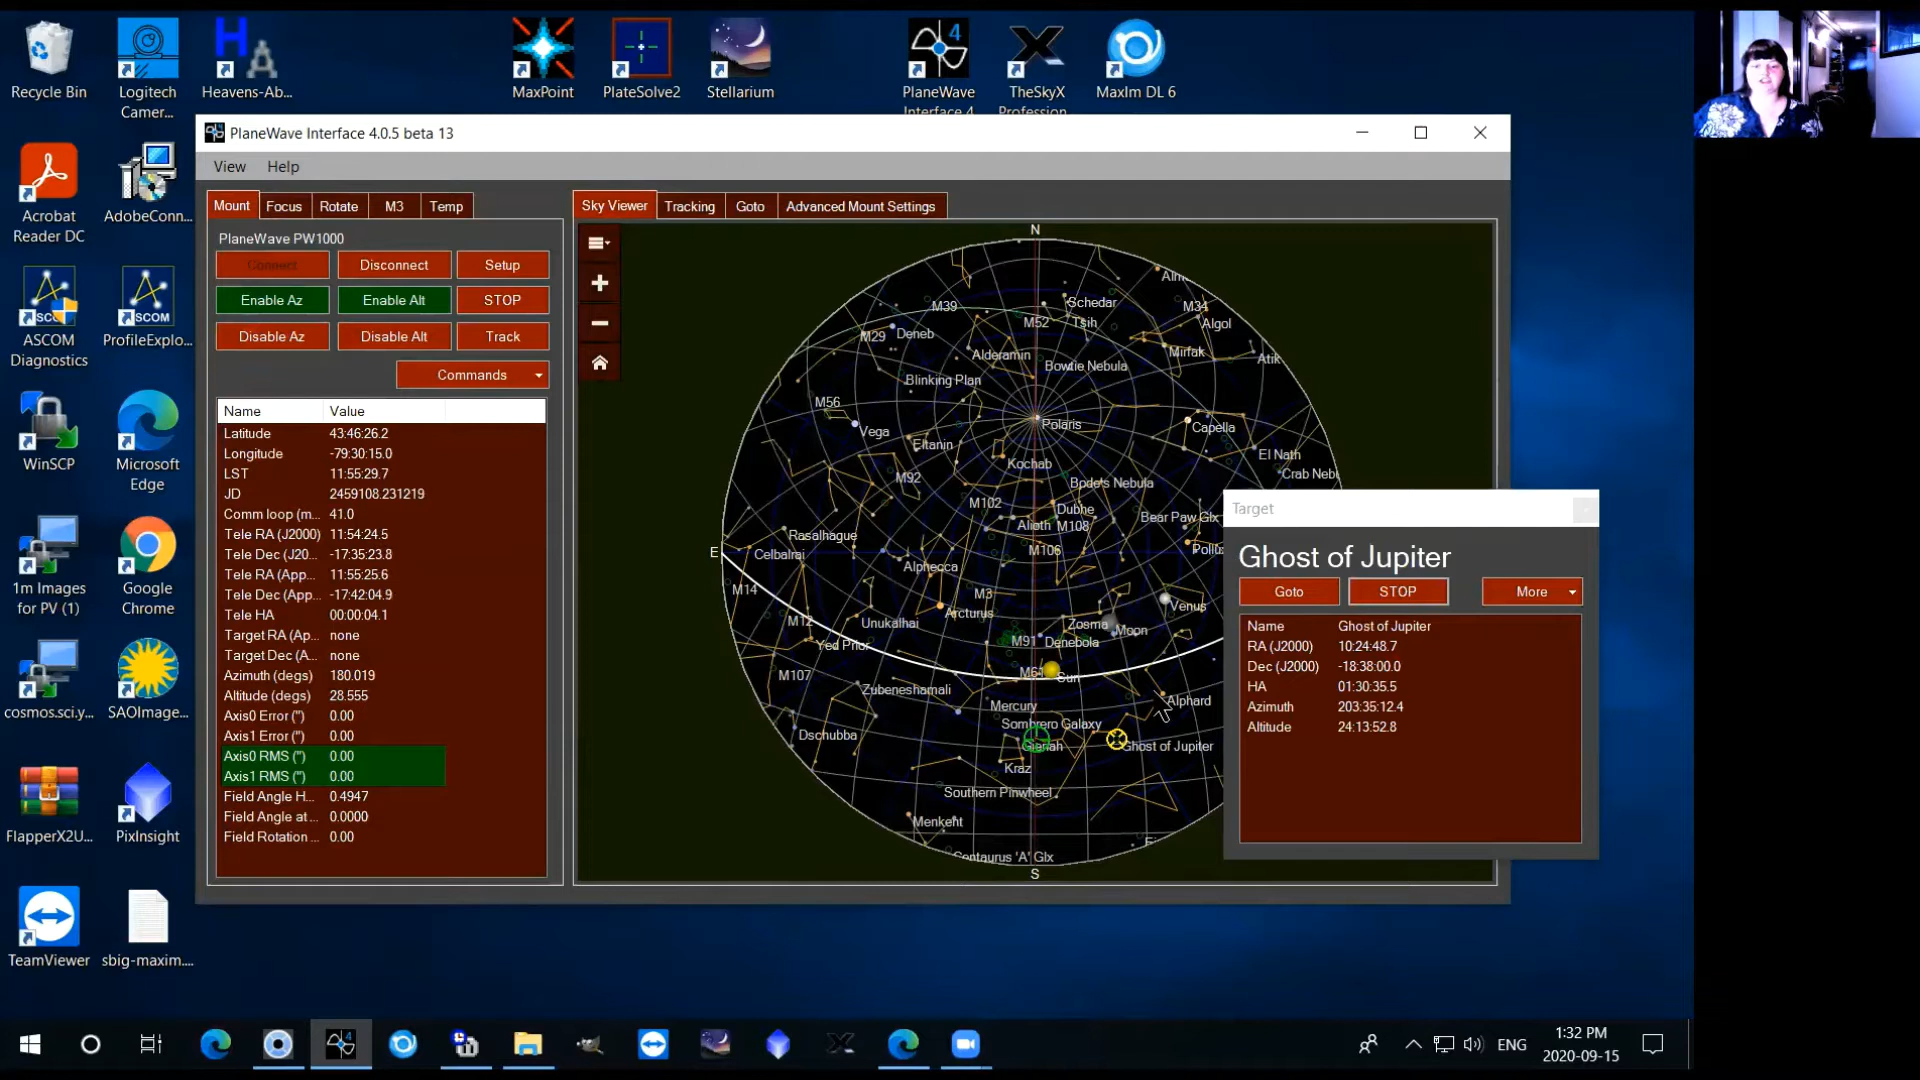 Recycle Bin
Logitech Camer...
Heavens-Ab...
MaxPoint
PlateSolve2
Stellarium
PlaneWave Interface 4
TheSkyX Profession
MaxIm DL 6
Acrobat Reader DC
AdobeConn...
ASCOM Diagnostics
ProfileExplo...
WinSCP
Microsoft Edge
1m Images for PV (1)
Google Chrome
cosmos.sci.y...
SAOImage...
FlapperX2U...
PixInsight
TeamViewer
sbig-maxim....
PlaneWave Interface 4.0.5 beta 13
View Help
Mount Focus Rotate M3 Temp
PlaneWave PW1000
Connect Disconnect Setup
Enable Az Enable Alt STOP
Disable Az Disable Alt Track
Commands
Name Value
Latitude 43:46:26.2
Longitude -79:30:15.0
LST 11:55:29.7
JD 2459108.231219
Comm loop (m... 41.0
Tele RA (J2000) 11:54:24.5
Tele Dec (J20... -17:35:23.8
Tele RA (App... 11:55:25.6
Tele Dec (App... -17:42:04.9
Tele HA 00:00:04.1
Target RA (Ap... none
Target Dec (A... none
Azimuth (degs) 180.019
Altitude (degs) 28.555
Axis0 Error (") 0.00
Axis1 Error (") 0.00
Axis0 RMS (") 0.00
Axis1 RMS (") 0.00
Field Angle H... 0.4947
Field Angle at ... 0.0000
Field Rotation ... 0.00
Sky Viewer Tracking Goto Advanced Mount Settings
N
M39
Schedar
M34
M52
Tsih
Algol
M29 Deneb
Alderamin
Mirfak
Atik
Bowtie Nebula
Blinking Plan
M56
Polaris
Capella
Vega
Eltanin
El Nath
Kochab
Crab Neb
M92
Bode's Nebula
M102
Dubhe
Bear Paw Glx
Alioth M108
Rasalhague
M106
Pollux
E
Celbalrai
Alphecca
M14
M3
Venus
Arcturus
M12
Unukalhai
Zosma
Moon
M91 Denebola
Yed Prior
M107
M61
Sun
Zubeneshamali
Alphard
Mercury
Sombrero Galaxy
Dschubba
Gienah
Ghost of Jupiter
Kraz
Southern Pinwheel
Menkent
Centaurus 'A' Glx
S
Target
Ghost of Jupiter
Goto STOP More
Name Ghost of Jupiter
RA (J2000) 10:24:48.7
Dec (J2000) -18:38:00.0
HA 01:30:35.5
Azimuth 203:35:12.4
Altitude 24:13:52.8
ENG
1:32 PM
2020-09-15